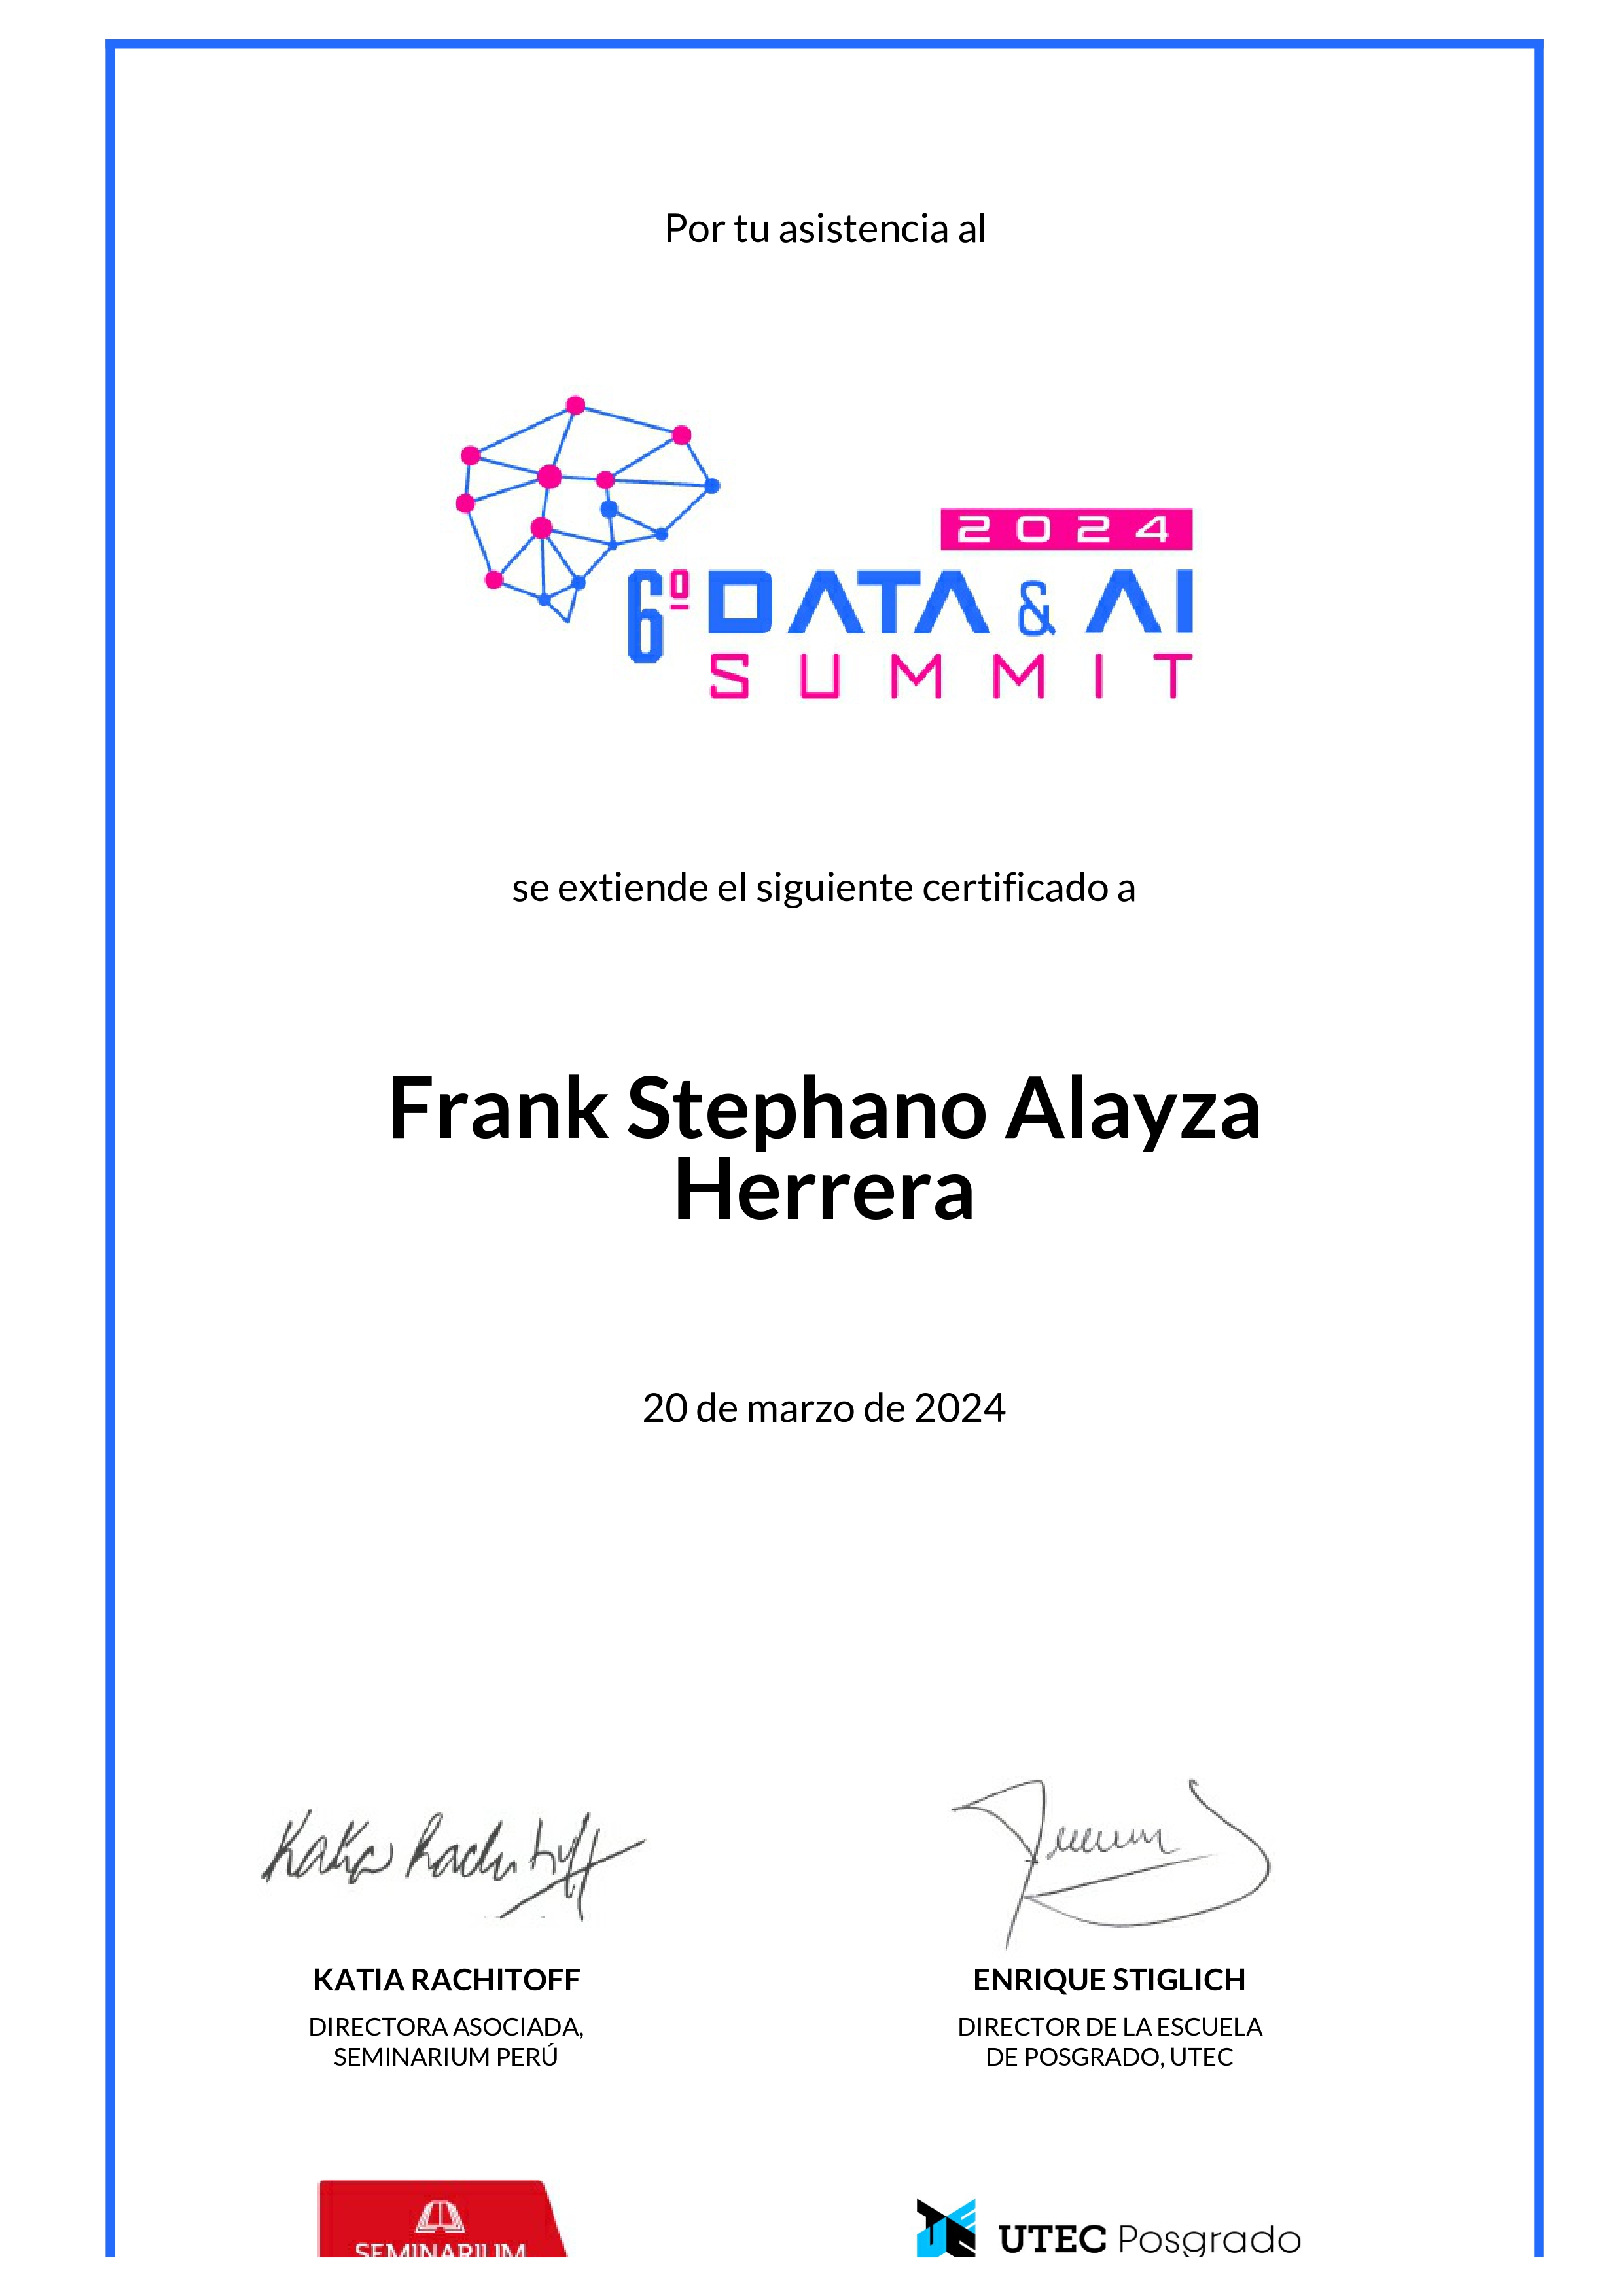 Por tu asistencia al
2024
6º DATA & AI
SUMMIT
se extiende el siguiente certificado a
Frank Stephano Alayza
Herrera
20 de marzo de 2024
Katia Rachitoff
KATIA RACHITOFF
DIRECTORA ASOCIADA,
SEMINARIUM PERÚ
ENRIQUE STIGLICH
DIRECTOR DE LA ESCUELA
DE POSGRADO, UTEC
SEMINARIUM
UTEC Posgrado